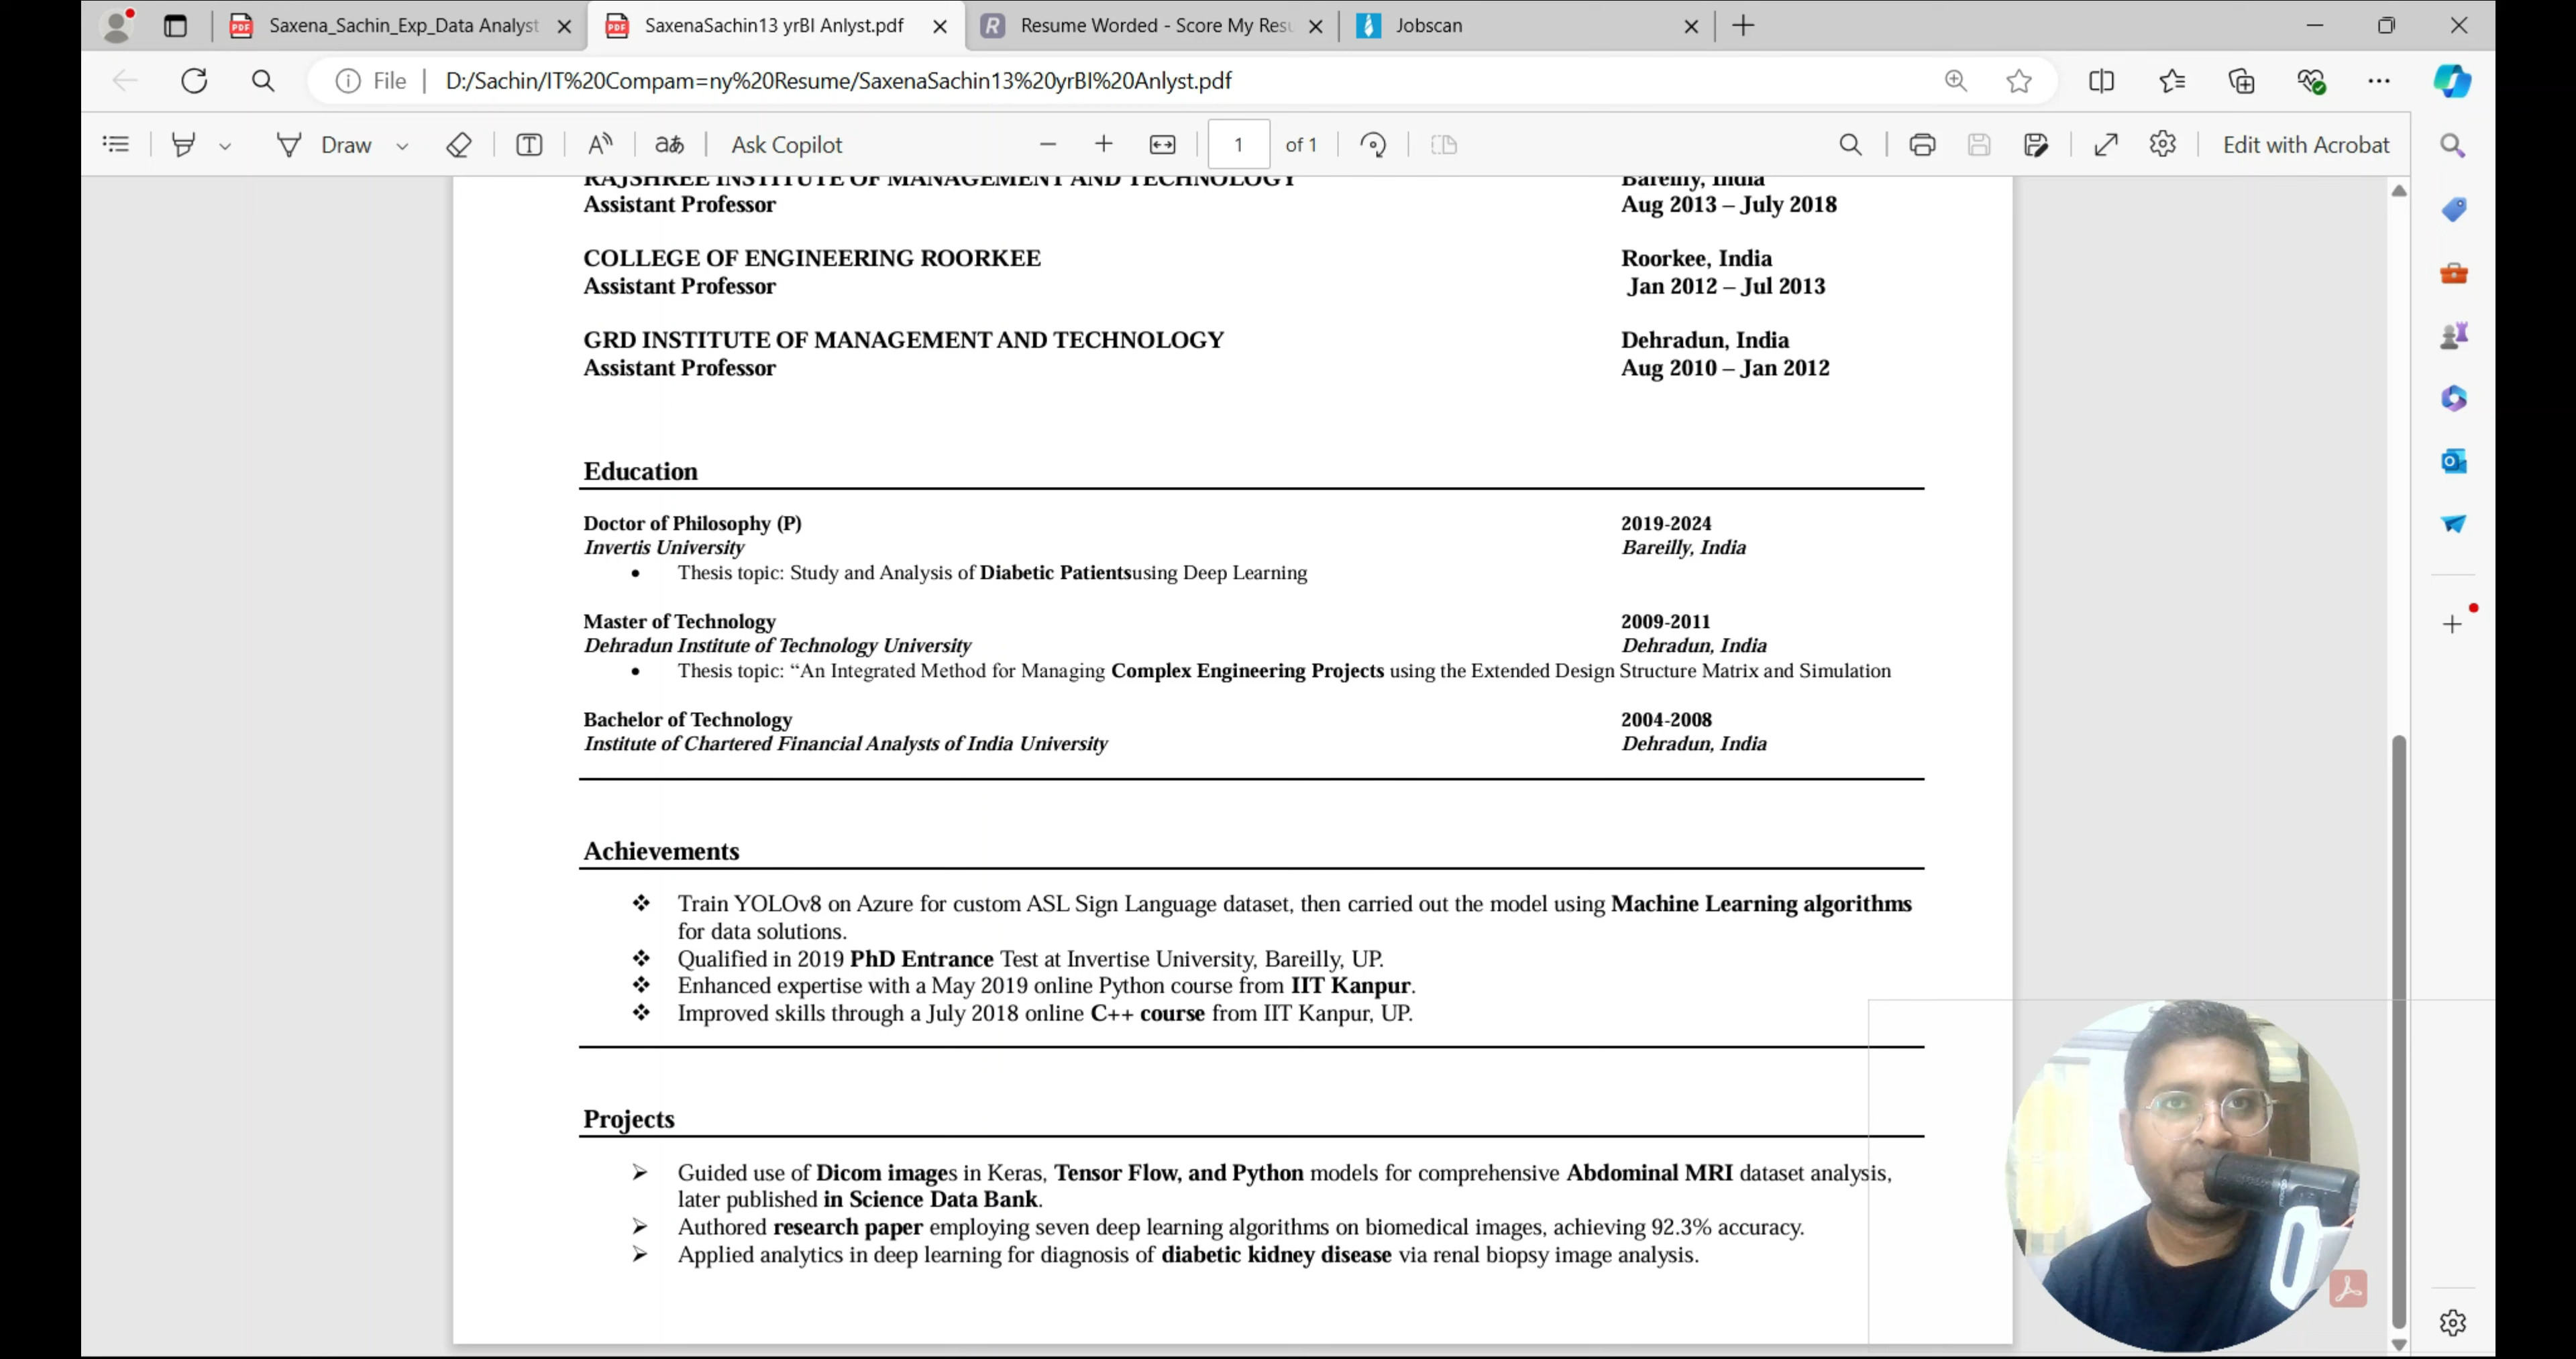 Saxena_Sachin_Exp_Data Analyst
SaxenaSachin13 yrBI Anlyst.pdf
Resume Worded - Score My Resu
Jobscan
File
D:/Sachin/IT%20Compam=ny%20Resume/SaxenaSachin13%20yrBI%20Anlyst.pdf
Draw
Ask Copilot
1
of 1
Edit with Acrobat
RAJSHREE INSTITUTE OF MANAGEMENT AND TECHNOLOGY Bareilly, India
Assistant Professor Aug 2013 – July 2018
COLLEGE OF ENGINEERING ROORKEE Roorkee, India
Assistant Professor Jan 2012 – Jul 2013
GRD INSTITUTE OF MANAGEMENT AND TECHNOLOGY Dehradun, India
Assistant Professor Aug 2010 – Jan 2012
Education
Doctor of Philosophy (P) 2019-2024
Invertis University Bareilly, India
• Thesis topic: Study and Analysis of Diabetic Patientsusing Deep Learning
Master of Technology 2009-2011
Dehradun Institute of Technology University Dehradun, India
• Thesis topic: “An Integrated Method for Managing Complex Engineering Projects using the Extended Design Structure Matrix and Simulation
Bachelor of Technology 2004-2008
Institute of Chartered Financial Analysts of India University Dehradun, India
Achievements
❖ Train YOLOv8 on Azure for custom ASL Sign Language dataset, then carried out the model using Machine Learning algorithms
for data solutions.
❖ Qualified in 2019 PhD Entrance Test at Invertise University, Bareilly, UP.
❖ Enhanced expertise with a May 2019 online Python course from IIT Kanpur.
❖ Improved skills through a July 2018 online C++ course from IIT Kanpur, UP.
Projects
➢ Guided use of Dicom images in Keras, Tensor Flow, and Python models for comprehensive Abdominal MRI dataset analysis,
later published in Science Data Bank.
➢ Authored research paper employing seven deep learning algorithms on biomedical images, achieving 92.3% accuracy.
➢ Applied analytics in deep learning for diagnosis of diabetic kidney disease via renal biopsy image analysis.